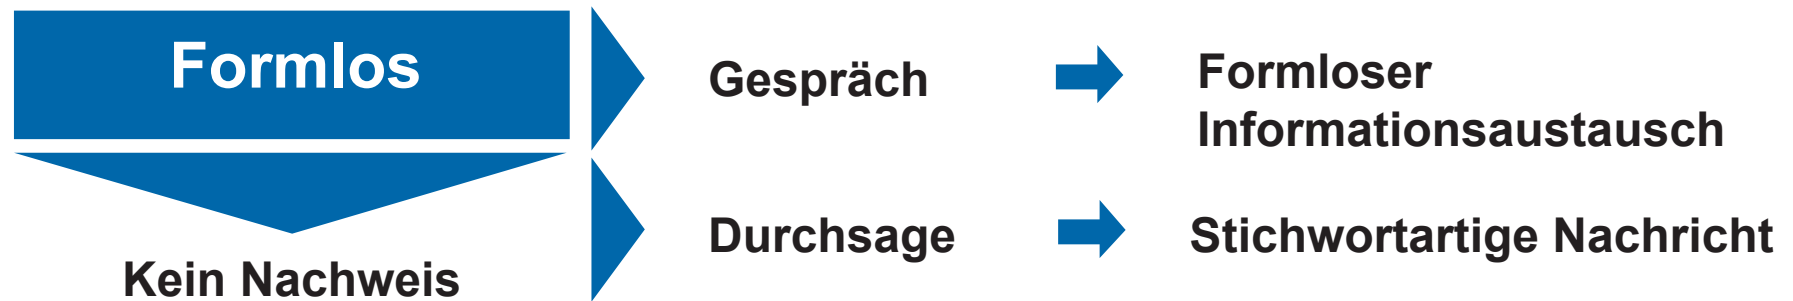 Formlos
Kein Nachweis
Gespräch
Formloser
Informationsaustausch
Durchsage
Stichwortartige Nachricht